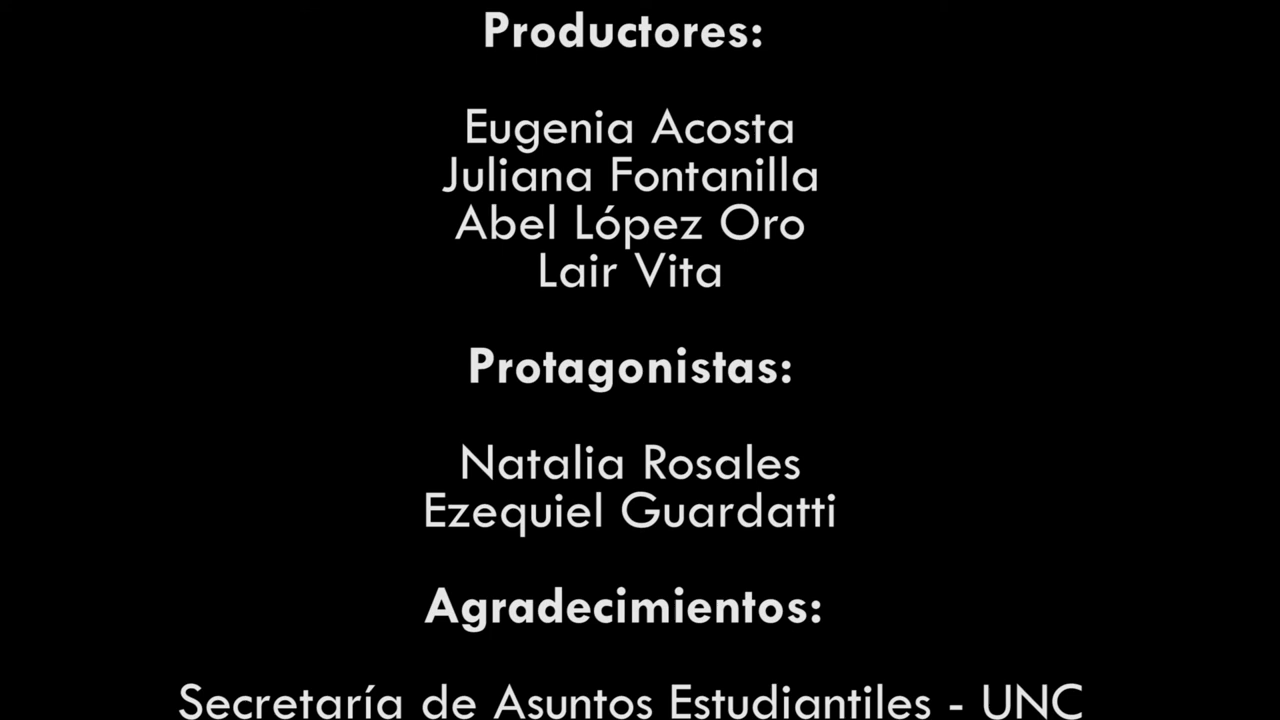 Productores:
Eugenia Acosta
Juliana Fontanilla
Abel López Oro
Lair Vita
Protagonistas:
Natalia Rosales
Ezequiel Guardatti
Agradecimientos:
Secretaría de Asuntos Estudiantiles - UNC